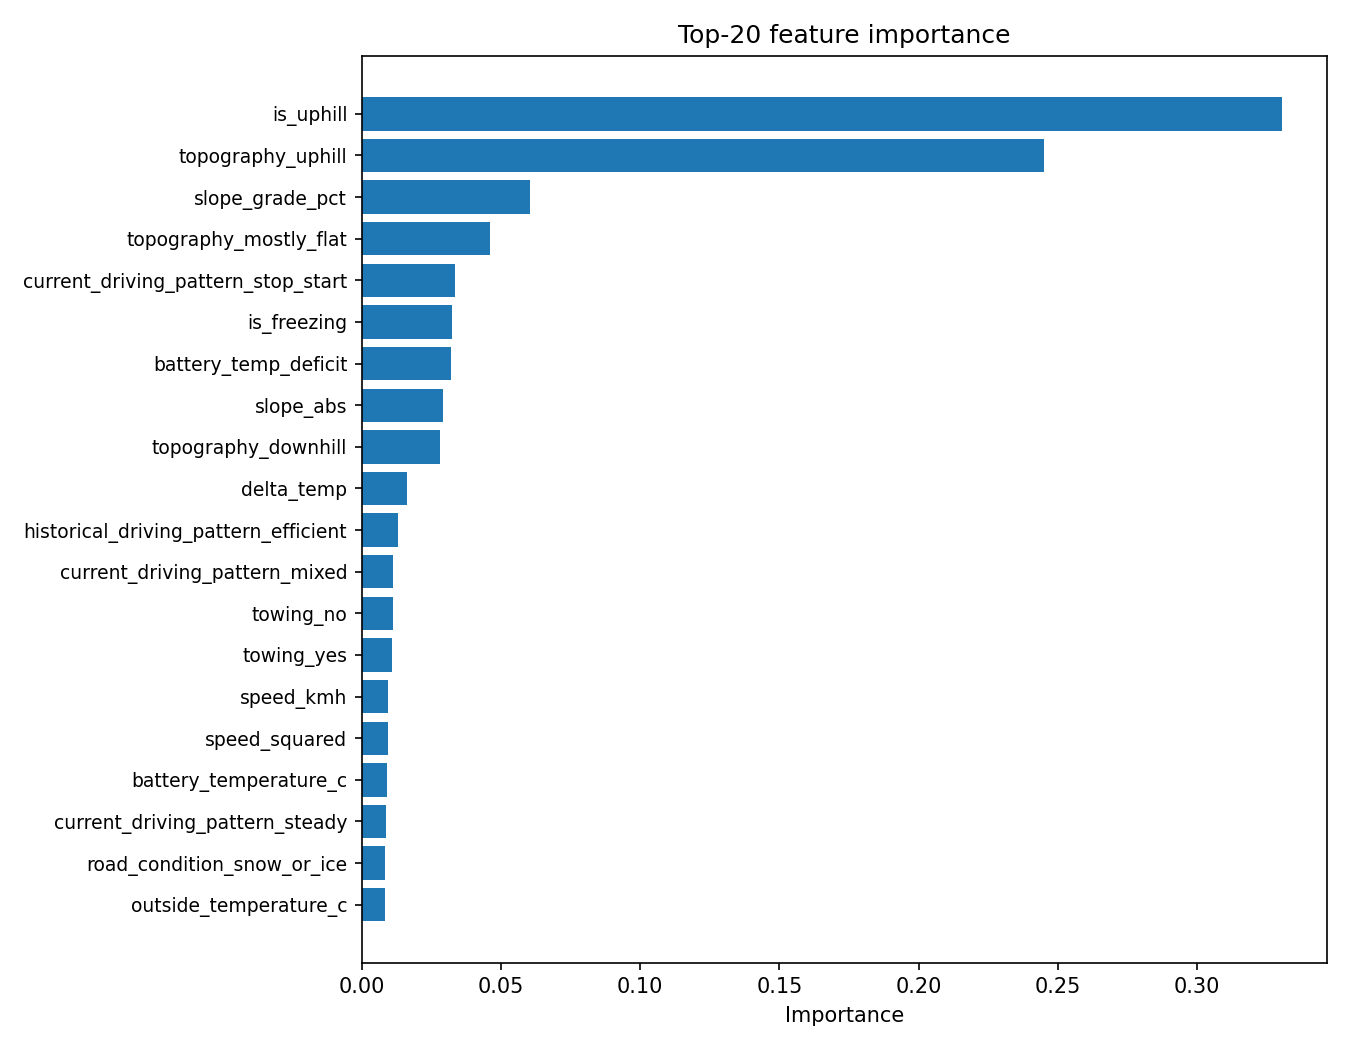 Top-20 feature importance
is_uphill
topography_uphill
slope_grade_pct
topography_mostly_flat
current_driving_pattern_stop_start
is_freezing
battery_temp_deficit
slope_abs
topography_downhill
delta_temp
historical_driving_pattern_efficient
current_driving_pattern_mixed
towing_no
towing_yes
speed_kmh
speed_squared
battery_temperature_c
current_driving_pattern_steady
road_condition_snow_or_ice
outside_temperature_c
0.00 0.05 0.10 0.15 0.20 0.25 0.30
Importance